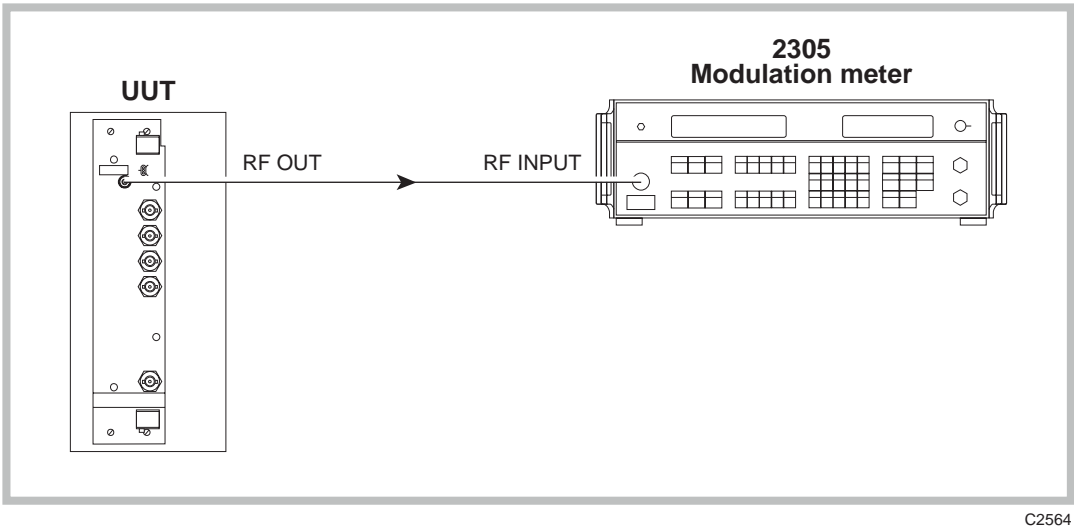 2305
Modulation meter
UUT
RF OUT
RF INPUT
C2564